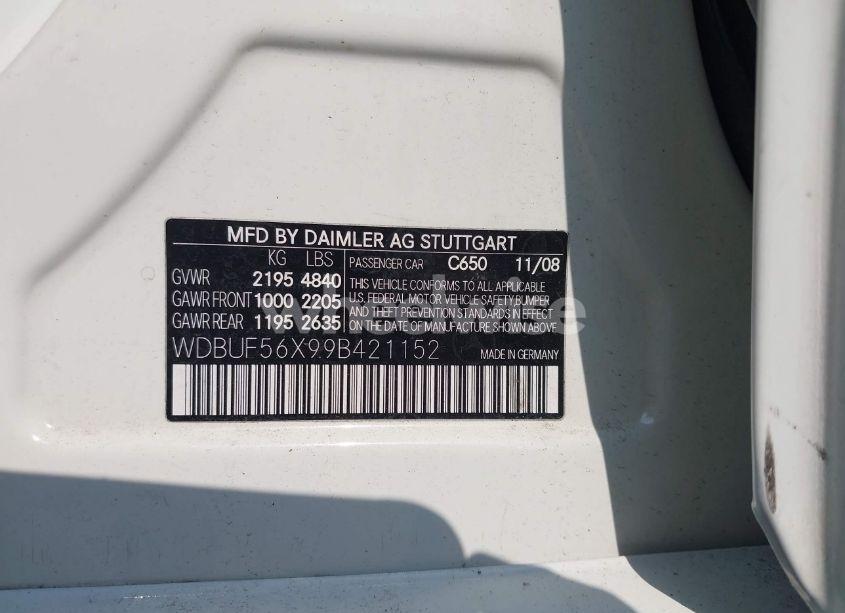 MFD BY DAIMLER AG STUTTGART
KG LBS
GVWR 2195 4840
GAWR FRONT 1000 2205
GAWR REAR 1195 2635
PASSENGER CAR C650 11/08
THIS VEHICLE CONFORMS TO ALL APPLICABLE
U.S. FEDERAL MOTOR VEHICLE SAFETY, BUMPER
AND THEFT PREVENTION STANDARDS IN EFFECT
ON THE DATE OF MANUFACTURE SHOWN ABOVE
WDBUF56X99B421152 MADE IN GERMANY